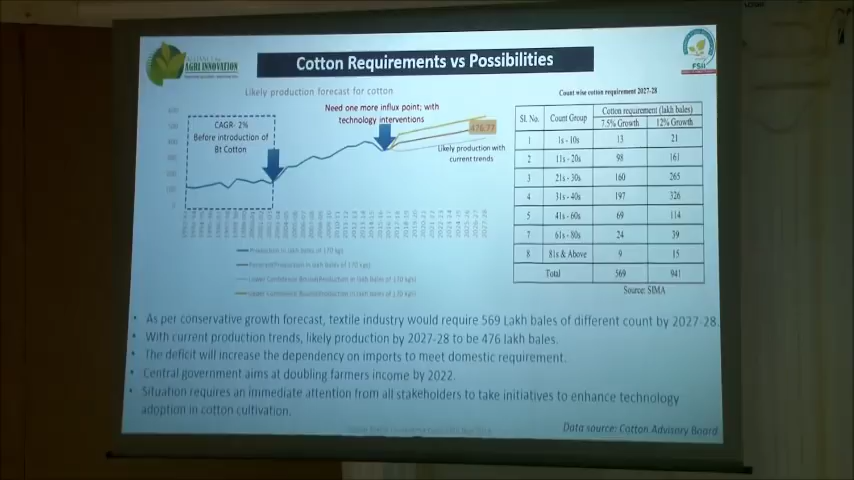 AGRI INNOVATION
Cotton Requirements vs Possibilities
FSII
Likely production forecast for cotton
CAGR- 2%
Before introduction of
Bt Cotton
Need one more influx point; with
technology interventions
476.77
Likely production with
current trends
Count wise cotton requirement 2027-28
Sl. No. Count Group Cotton requirement (lakh bales)
7.5% Growth 12% Growth
1 1s - 10s 13 21
2 11s - 20s 98 161
3 21s - 30s 160 265
4 31s - 40s 197 326
5 41s - 60s 69 114
7 61s - 80s 24 39
8 81s & Above 9 15
Total 569 941
Source: SIMA
• As per conservative growth forecast, textile industry would require 569 Lakh bales of different count by 2027-28.
• With current production trends, likely production by 2027-28 to be 476 lakh bales.
• The deficit will increase the dependency on imports to meet domestic requirement.
• Central government aims at doubling farmers income by 2022.
• Situation requires an immediate attention from all stakeholders to take initiatives to enhance technology
adoption in cotton cultivation.
Data source: Cotton Advisory Board